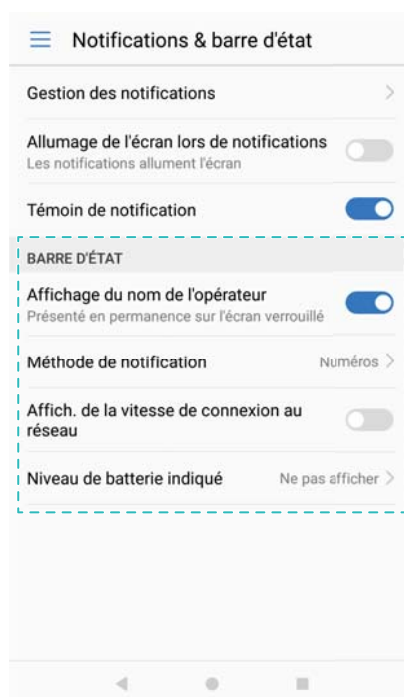 Notifications & barre d'état
Gestion des notifications
Allumage de l'écran lors de notifications
Les notifications allument l'écran
Témoin de notification
BARRE D'ÉTAT
Affichage du nom de l'opérateur
Présenté en permanence sur l'écran verrouillé
Méthode de notification Numéros
Affich. de la vitesse de connexion au
réseau
Niveau de batterie indiqué Ne pas afficher